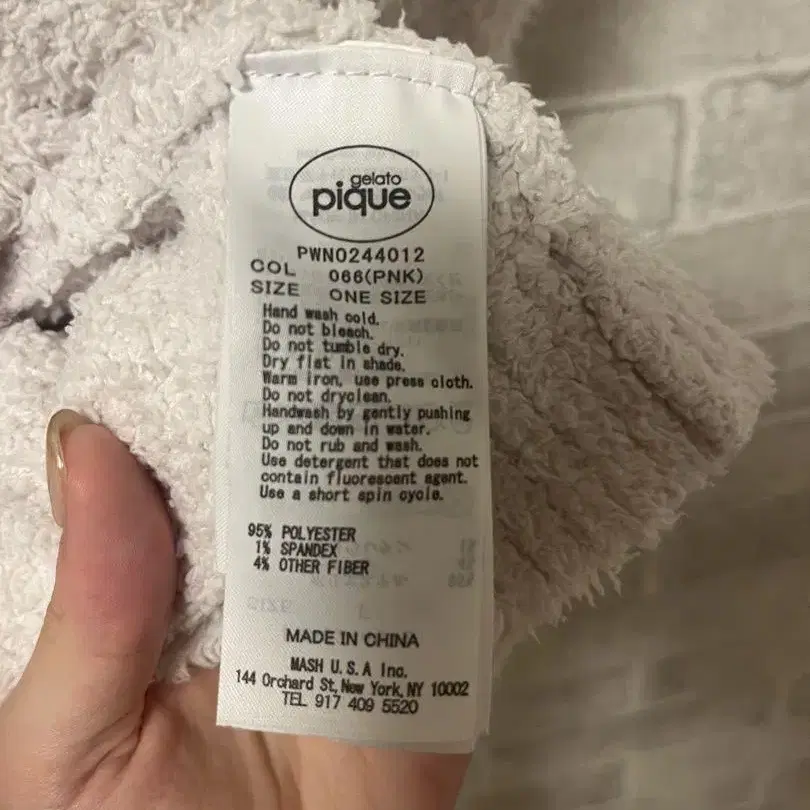 gelato
pique
PWNO244012
COL 066(PNK)
SIZE ONE SIZE
Hand wash cold.
Do not bleach.
Do not tumble dry.
Dry flat in shade.
Warm iron, use press cloth.
Do not dryclean.
Handwash by gently pushing
up and down in water.
Do not rub and wash.
Use detergent that does not
contain fluorescent agent.
Use a short spin cycle.
95% POLYESTER
1% SPANDEX
4% OTHER FIBER
MADE IN CHINA
MASH U.S.A Inc.
144 Orchard St, New York, NY 10002
TEL 917 409 5520